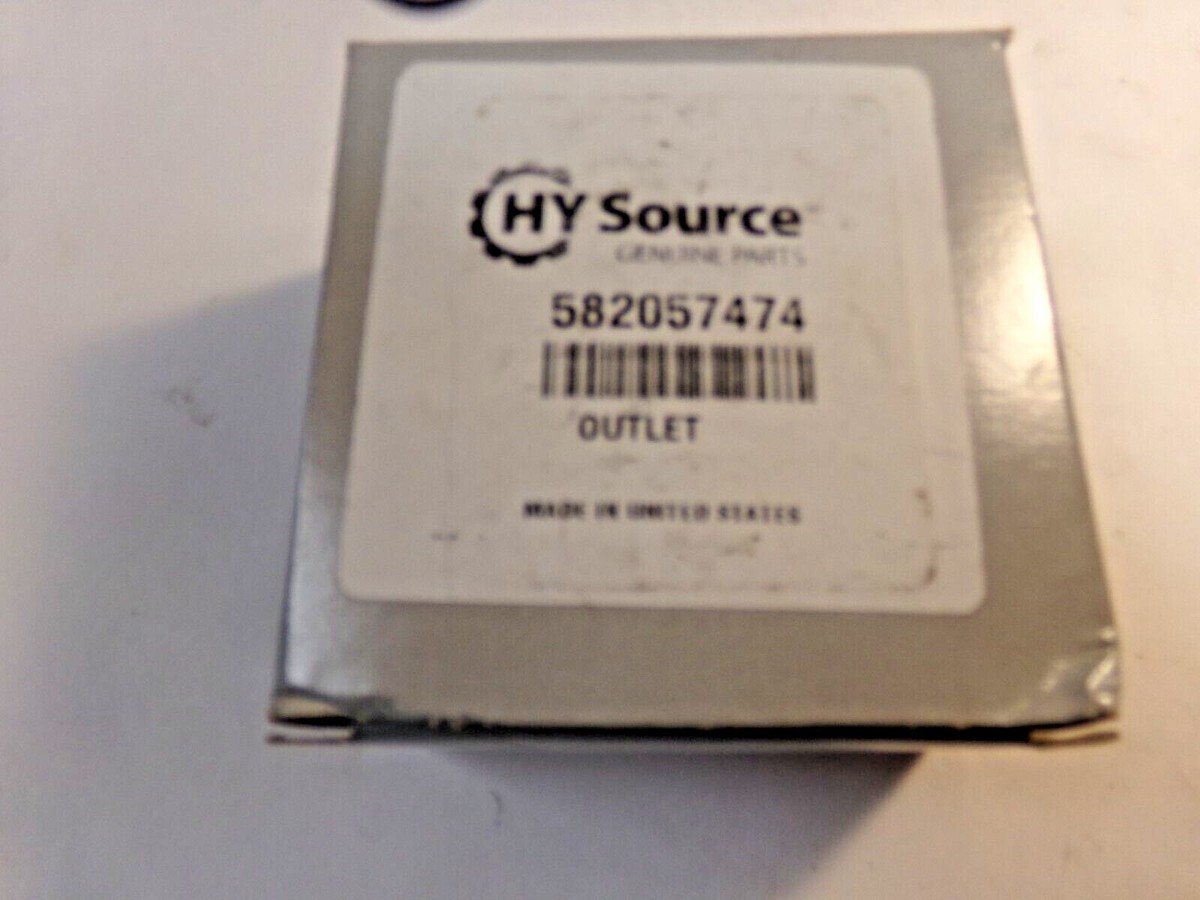 HY Source
GENUINE PARTS
582057474
OUTLET
MADE IN UNITED STATES